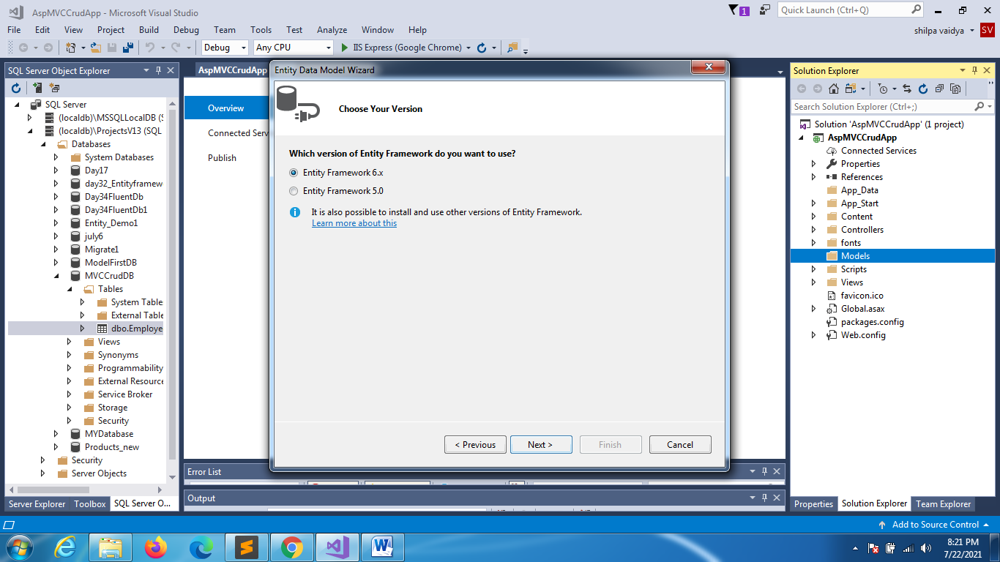 AspMVCCrudApp - Microsoft Visual Studio
1
Quick Launch (Ctrl+Q)
File Edit View Project Build Debug Team Tools Test Analyze Window Help
shilpa vaidya
SV
Debug
Any CPU
IIS Express (Google Chrome)
SQL Server Object Explorer
SQL Server
(localdb)\MSSQLLocalDB (S
(localdb)\ProjectsV13 (SQL
Databases
System Databases
Day17
day32_Entityframew
Day34FluentDb
Day34FluentDb1
Entity_Demo1
july6
Migrate1
ModelFirstDB
MVCCrudDB
Tables
System Table
External Table
dbo.Employe
Views
Synonyms
Programmability
External Resource
Service Broker
Storage
Security
MYDatabase
Products_new
Security
Server Objects
Server Explorer Toolbox SQL Server O...
AspMVCCrudApp
Overview
Connected Serv
Publish
Entity Data Model Wizard
Choose Your Version
Which version of Entity Framework do you want to use?
Entity Framework 6.x
Entity Framework 5.0
It is also possible to install and use other versions of Entity Framework.
Learn more about this
< Previous Next > Finish Cancel
Error List
Output
Solution Explorer
Search Solution Explorer (Ctrl+;)
Solution 'AspMVCCrudApp' (1 project)
AspMVCCrudApp
Connected Services
Properties
References
App_Data
App_Start
Content
Controllers
fonts
Models
Scripts
Views
favicon.ico
Global.asax
packages.config
Web.config
Properties Solution Explorer Team Explorer
Add to Source Control
8:21 PM
7/22/2021